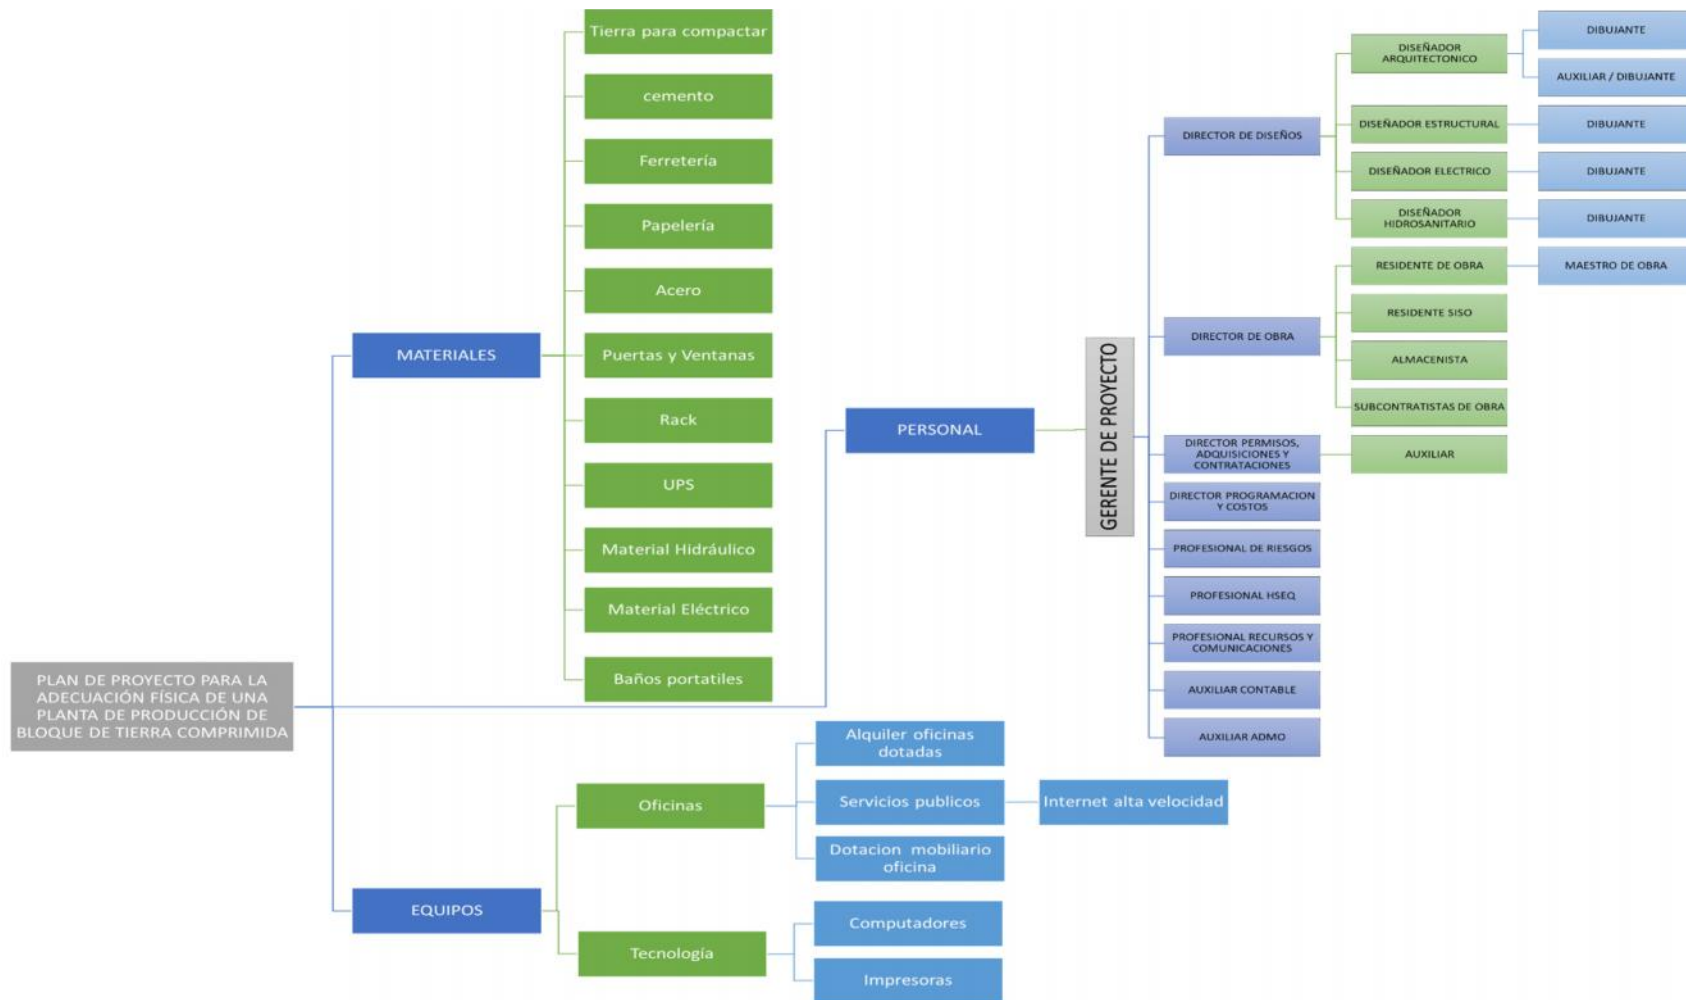 PLAN DE PROYECTO PARA LA
ADECUACIÓN FÍSICA DE UNA
PLANTA DE PRODUCCIÓN DE
BLOQUE DE TIERRA COMPRIMIDA
MATERIALES
Tierra para compactar
cemento
Ferretería
Papelería
Acero
Puertas y Ventanas
Rack
UPS
Material Hidráulico
Material Eléctrico
Baños portatiles
PERSONAL
GERENTE DE PROYECTO
DIRECTOR DE DISEÑOS
DISEÑADOR
ARQUITECTONICO
DIBUJANTE
AUXILIAR / DIBUJANTE
DISEÑADOR ESTRUCTURAL
DIBUJANTE
DISEÑADOR ELECTRICO
DIBUJANTE
DISEÑADOR
HIDROSANITARIO
DIBUJANTE
DIRECTOR DE OBRA
RESIDENTE DE OBRA
MAESTRO DE OBRA
RESIDENTE SISO
ALMACENISTA
SUBCONTRATISTAS DE OBRA
DIRECTOR PERMISOS,
ADQUISICIONES Y
CONTRATACIONES
AUXILIAR
DIRECTOR PROGRAMACION
Y COSTOS
PROFESIONAL DE RIESGOS
PROFESIONAL HSEQ
PROFESIONAL RECURSOS Y
COMUNICACIONES
AUXILIAR CONTABLE
AUXILIAR ADMO
EQUIPOS
Oficinas
Alquiler oficinas
dotadas
Servicios publicos
Internet alta velocidad
Dotacion mobiliario
oficina
Tecnología
Computadores
Impresoras